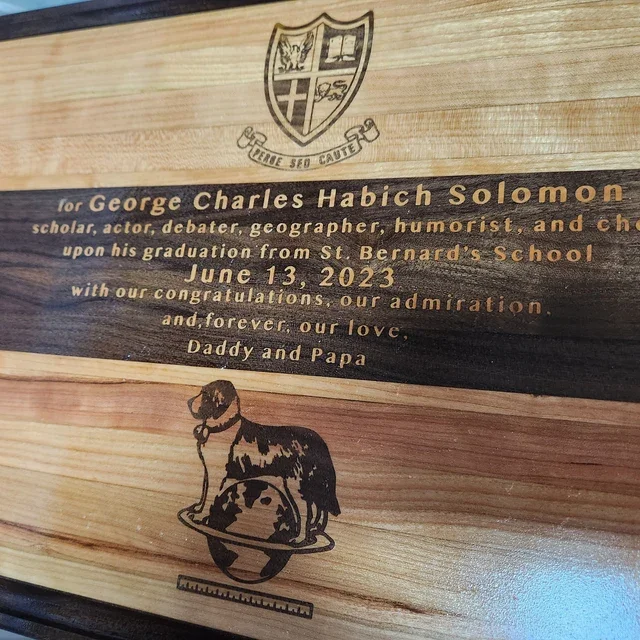 PERGE SED CAUTE
for George Charles Habich Solomon
scholar, actor, debater, geographer, humorist, and
upon his graduation from St. Bernard's School
June 13, 2023
with our congratulations, our admiration,
and, forever, our love,
Daddy and Papa